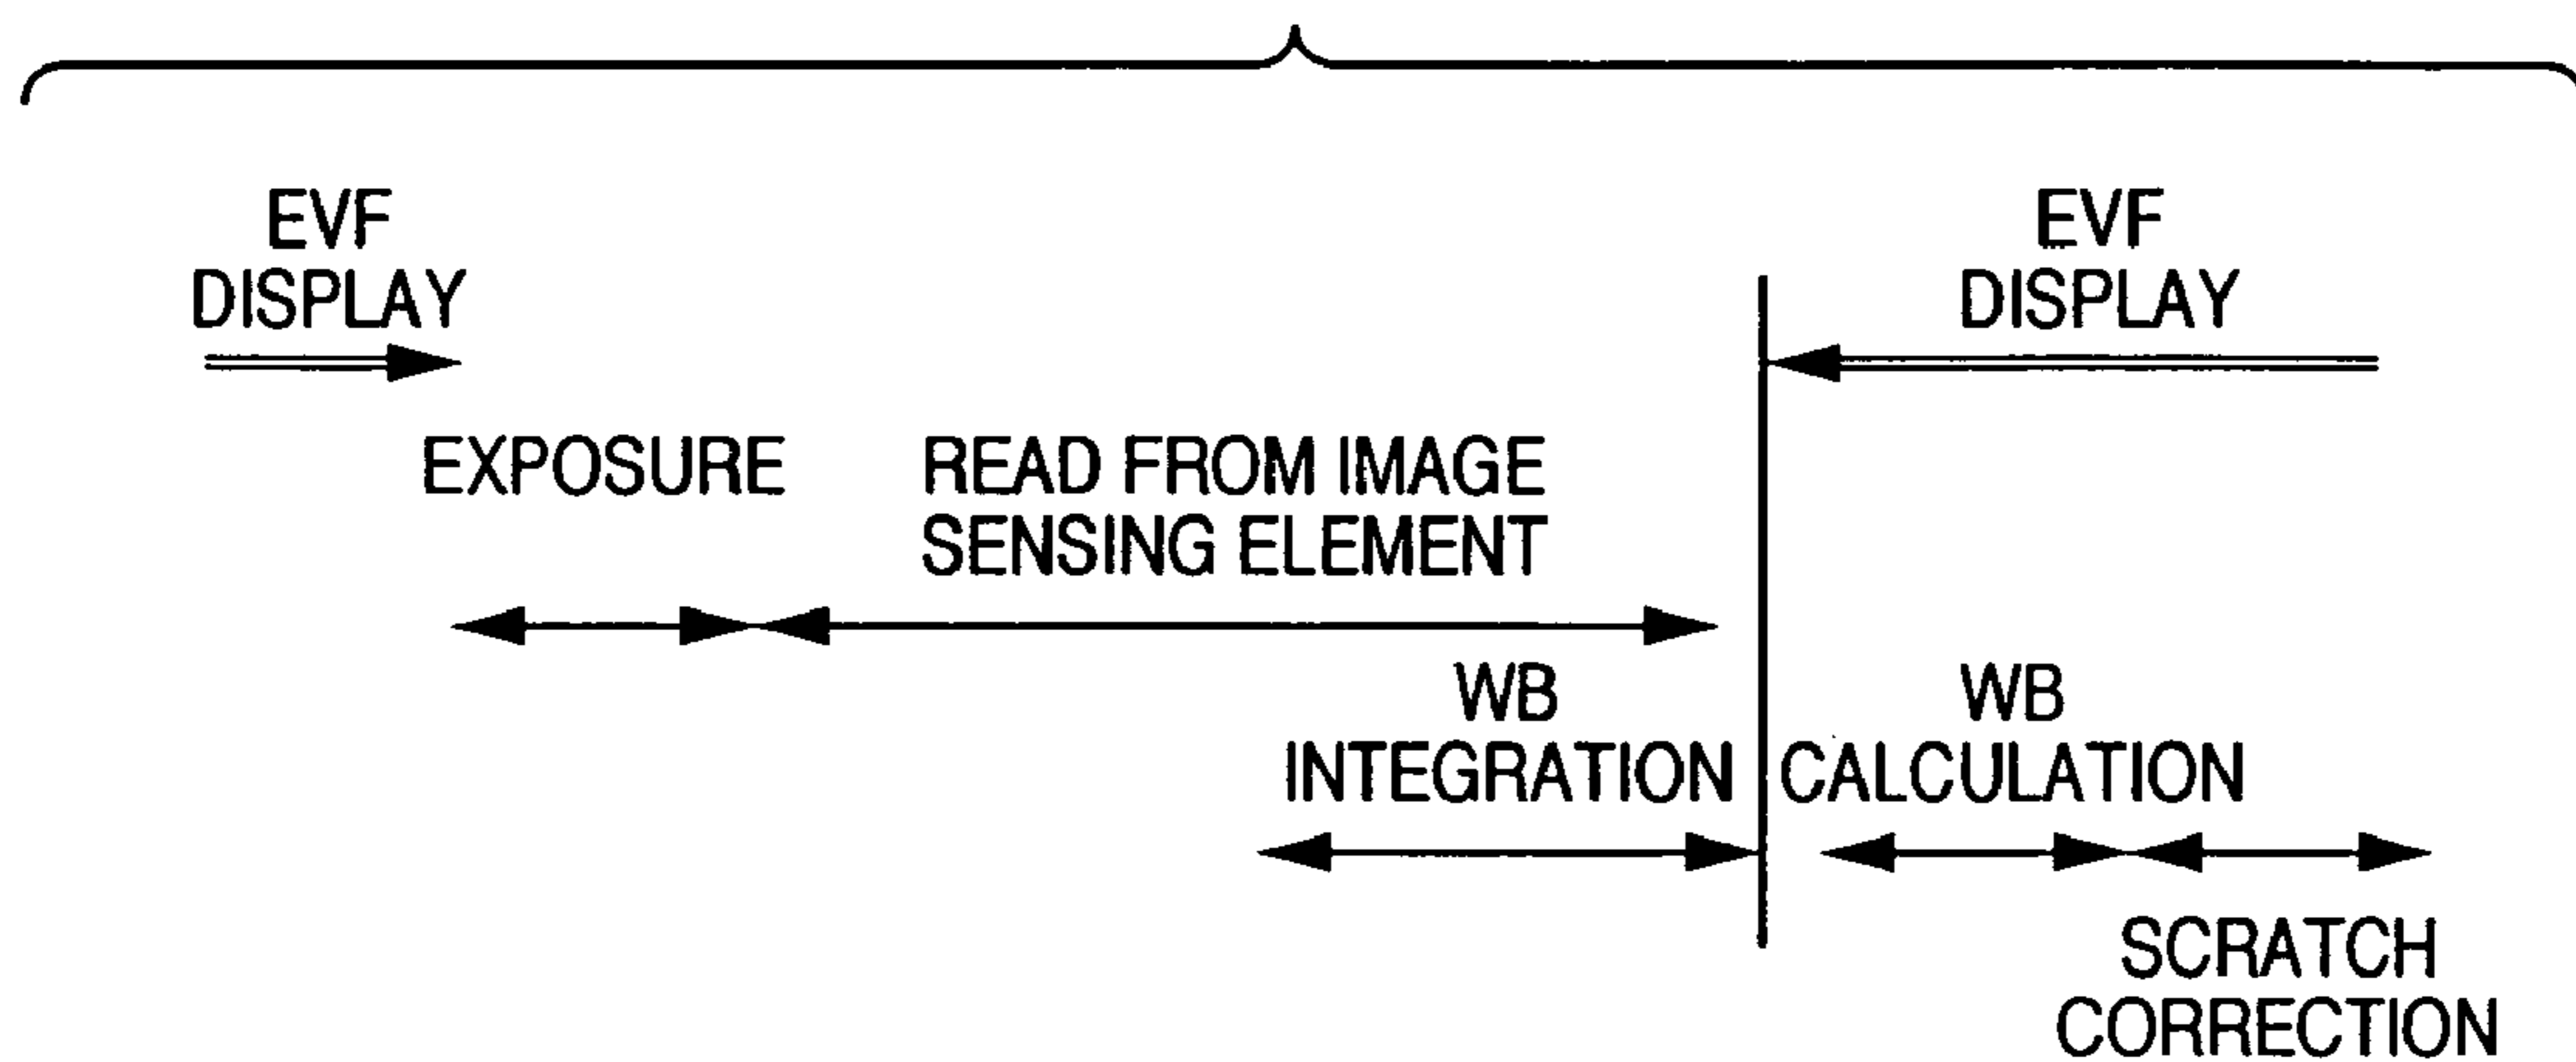 EVF
DISPLAY
EVF
DISPLAY
EXPOSURE
READ FROM IMAGE
SENSING ELEMENT
WB
INTEGRATION
WB
CALCULATION
SCRATCH
CORRECTION